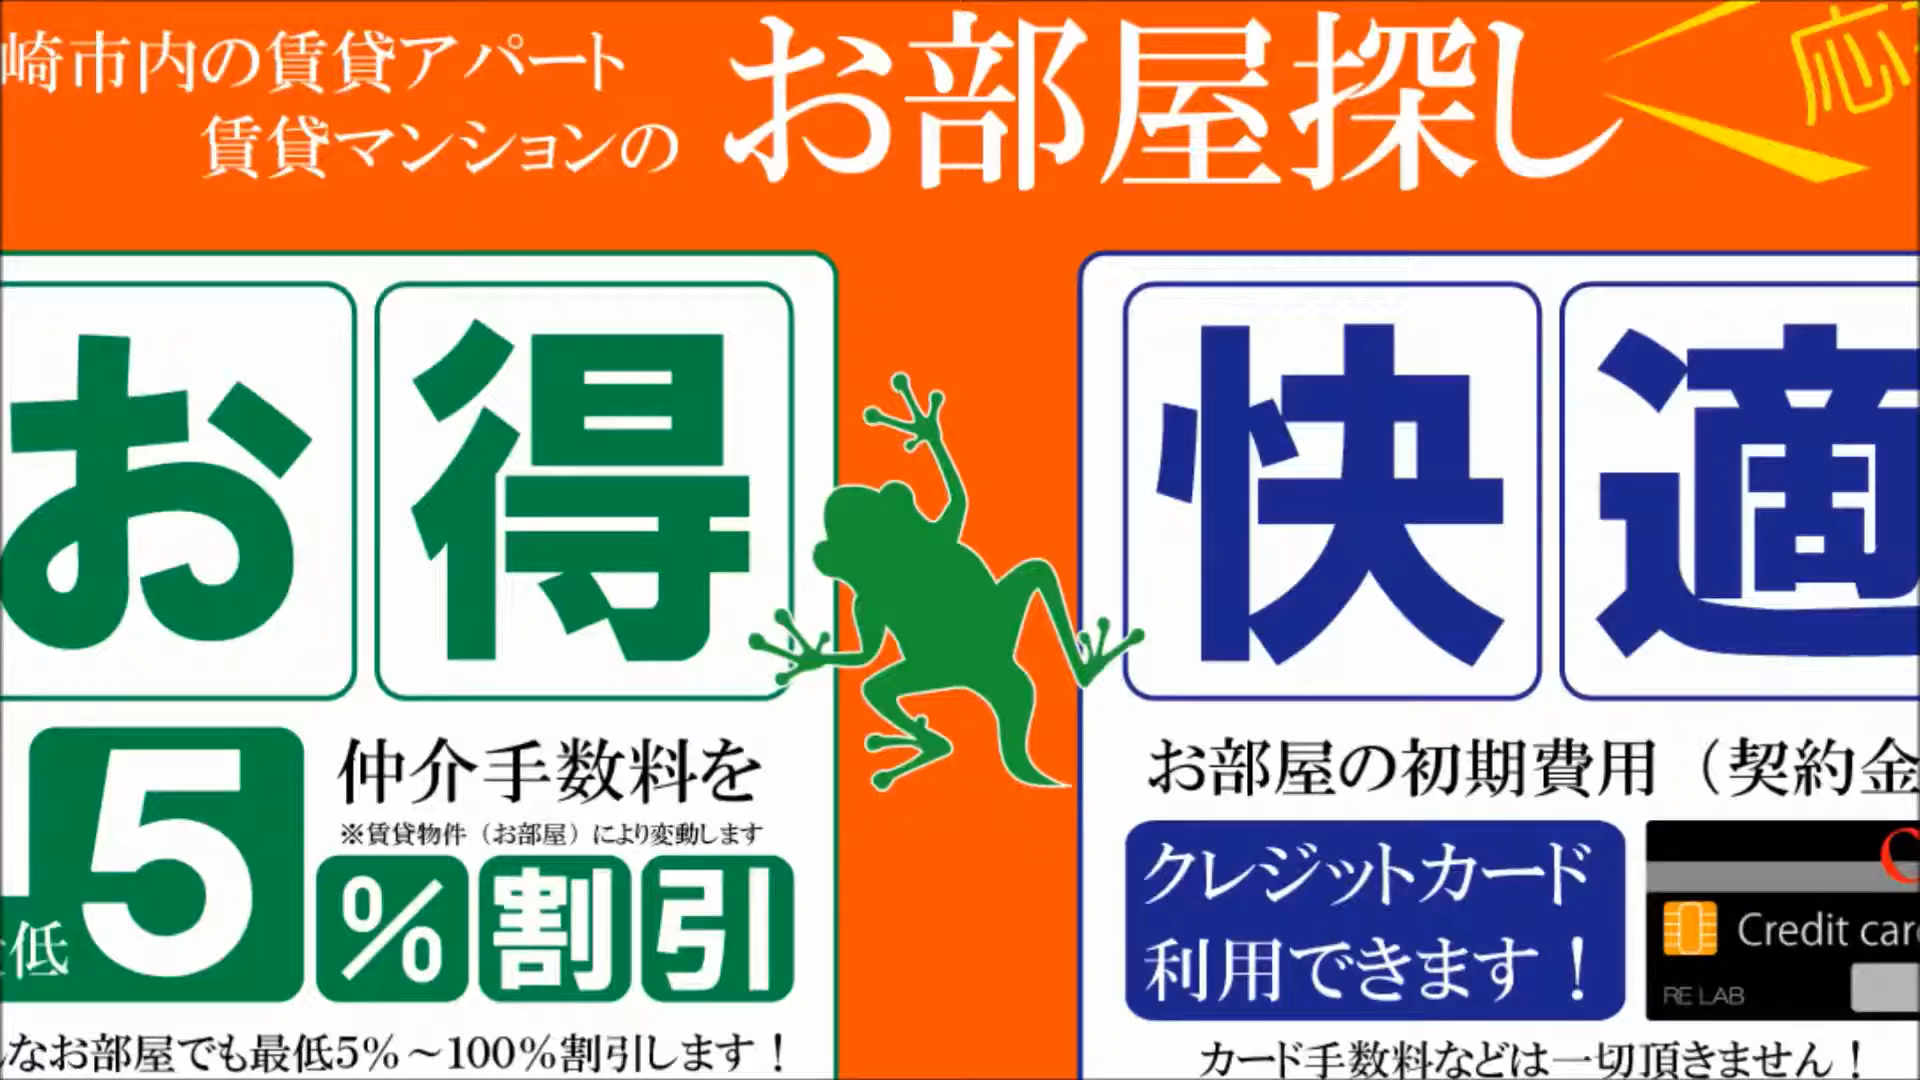 崎市内の賃貸アパート
賃貸マンションの
お部屋探し
応
お得
快適
5
低
仲介手数料を
※賃貸物件（お部屋）により変動します
%割引
なお部屋でも最低5%～100%割引します！
お部屋の初期費用（契約金
クレジットカード
利用できます！
Credit card
RE LAB
カード手数料などは一切頂きません！